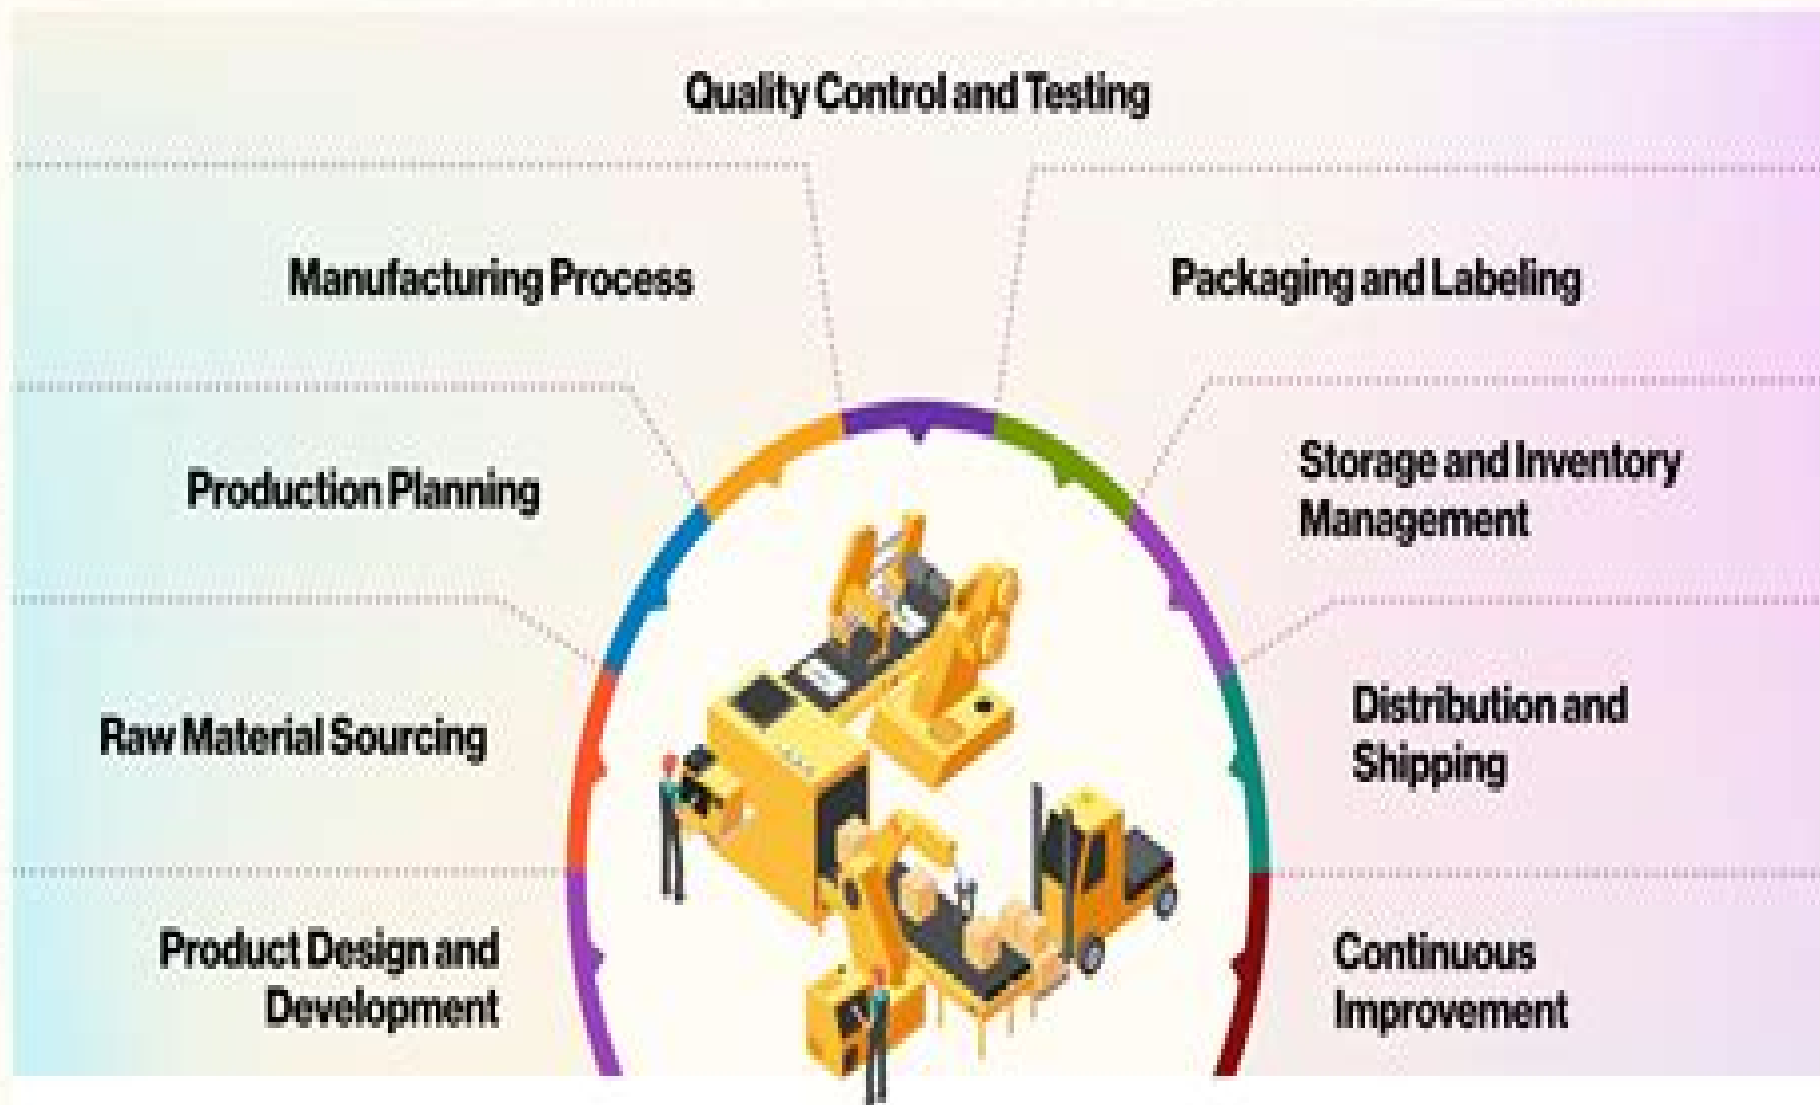 Quality Control and Testing
Manufacturing Process
Packaging and Labeling
Production Planning
Storage and Inventory
Management
Raw Material Sourcing
Distribution and
Shipping
Product Design and
Development
Continuous
Improvement